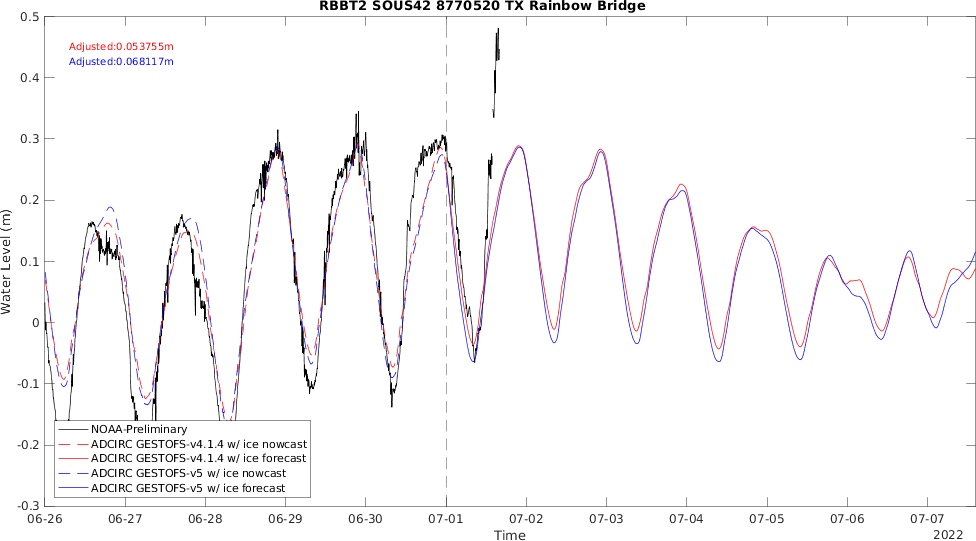 RBBT2 SOUS42 8770520 TX Rainbow Bridge
Adjusted:0.053755m
Adjusted:0.068117m
0.5
0.4
0.3
0.2
0.1
0
-0.1
-0.2
-0.3
Water Level (m)
NOAA-Preliminary
ADCIRC GESTOFS-v4.1.4 w/ ice nowcast
ADCIRC GESTOFS-v4.1.4 w/ ice forecast
ADCIRC GESTOFS-v5 w/ ice nowcast
ADCIRC GESTOFS-v5 w/ ice forecast
06-26 06-27 06-28 06-29 06-30 07-01 07-02 07-03 07-04 07-05 07-06 07-07
Time
2022